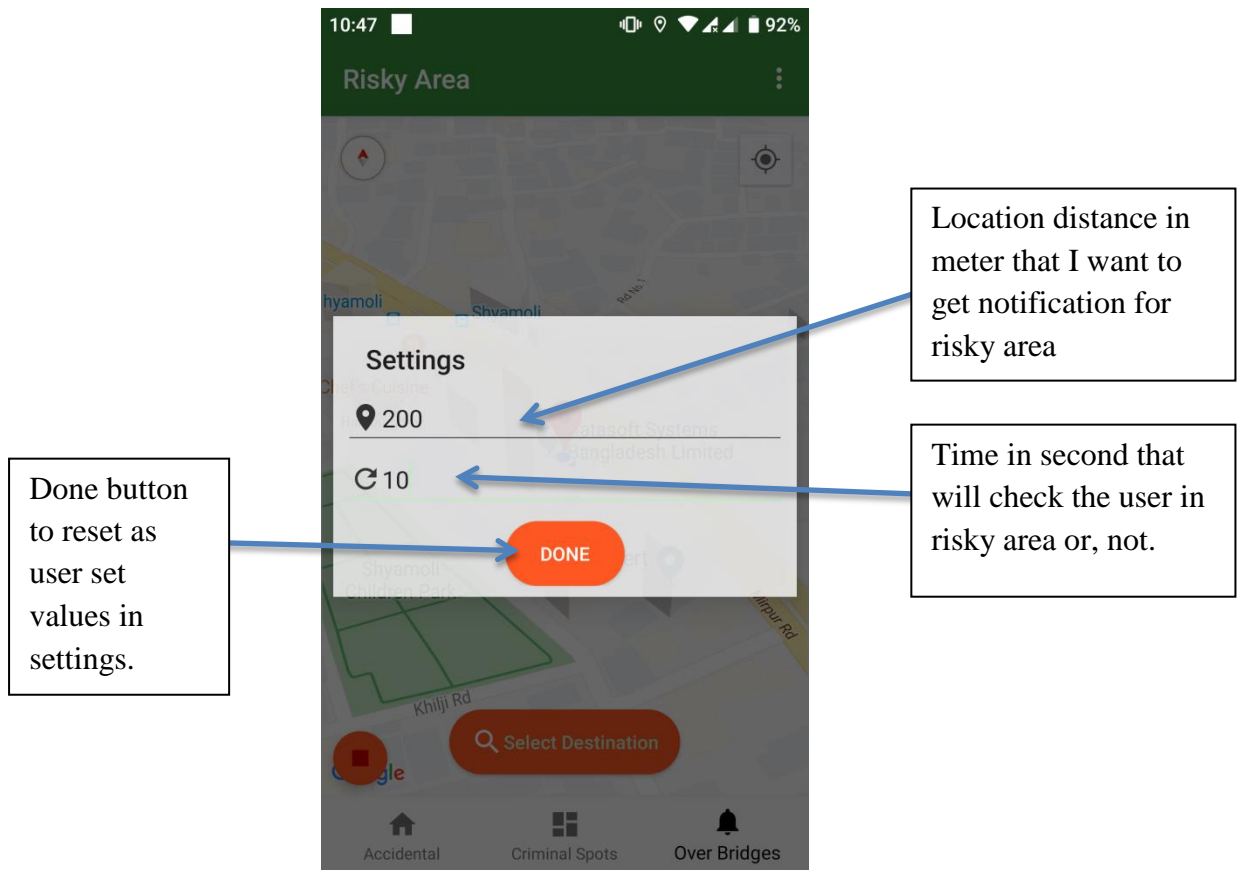 10:47
92%
Risky Area
Rd No 1
hyamoli
Shyamoli
Settings
Chef's Cuisine
200
Datasoft Systems
Bangladesh Limited
10
DONE
Shyamoli
Children Park
Mirpur Rd
Khilji Rd
Select Destination
Google
Accidental
Criminal Spots
Over Bridges
Location distance in
meter that I want to
get notification for
risky area
Time in second that
will check the user in
risky area or, not.
Done button
to reset as
user set
values in
settings.